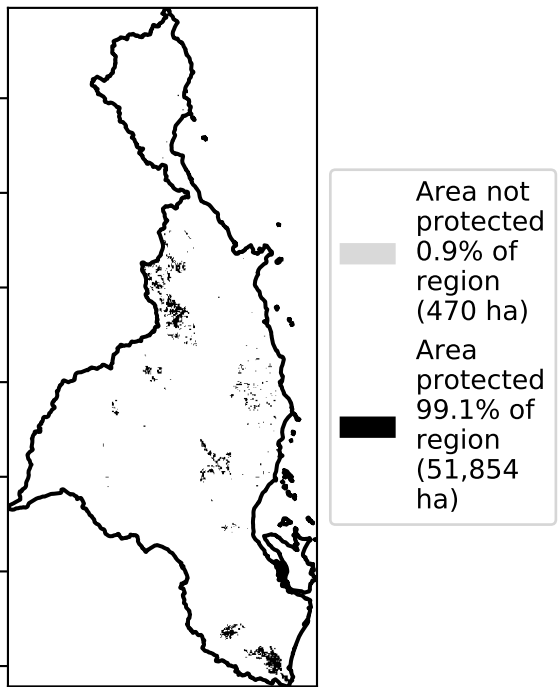 Area not
protected
0.9% of
region
(470 ha)
Area
protected
99.1% of
region
(51,854
ha)